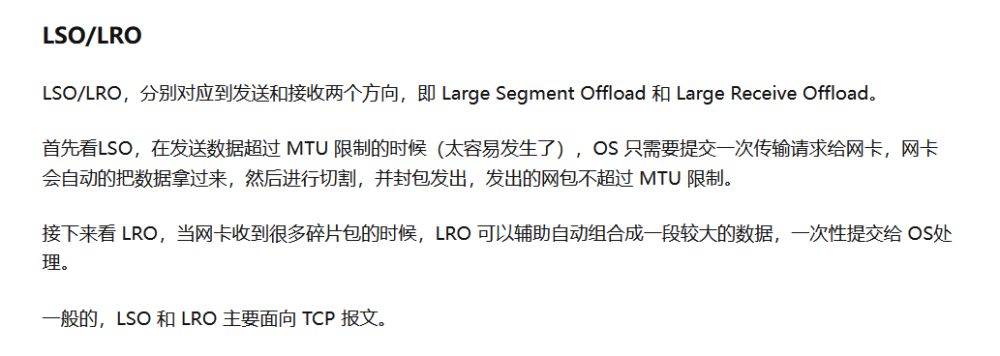 LSO/LRO
LSO/LRO，分别对应到发送和接收两个方向，即 Large Segment Offload 和 Large Receive Offload。
首先看LSO，在发送数据超过 MTU 限制的时候（太容易发生了），OS 只需要提交一次传输请求给网卡，网卡
会自动的把数据拿过来，然后进行切割，并封包发出，发出的网包不超过 MTU 限制。
接下来看 LRO，当网卡收到很多碎片包的时候，LRO 可以辅助自动组合成一段较大的数据，一次性提交给 OS处
理。
一般的，LSO 和 LRO 主要面向 TCP 报文。